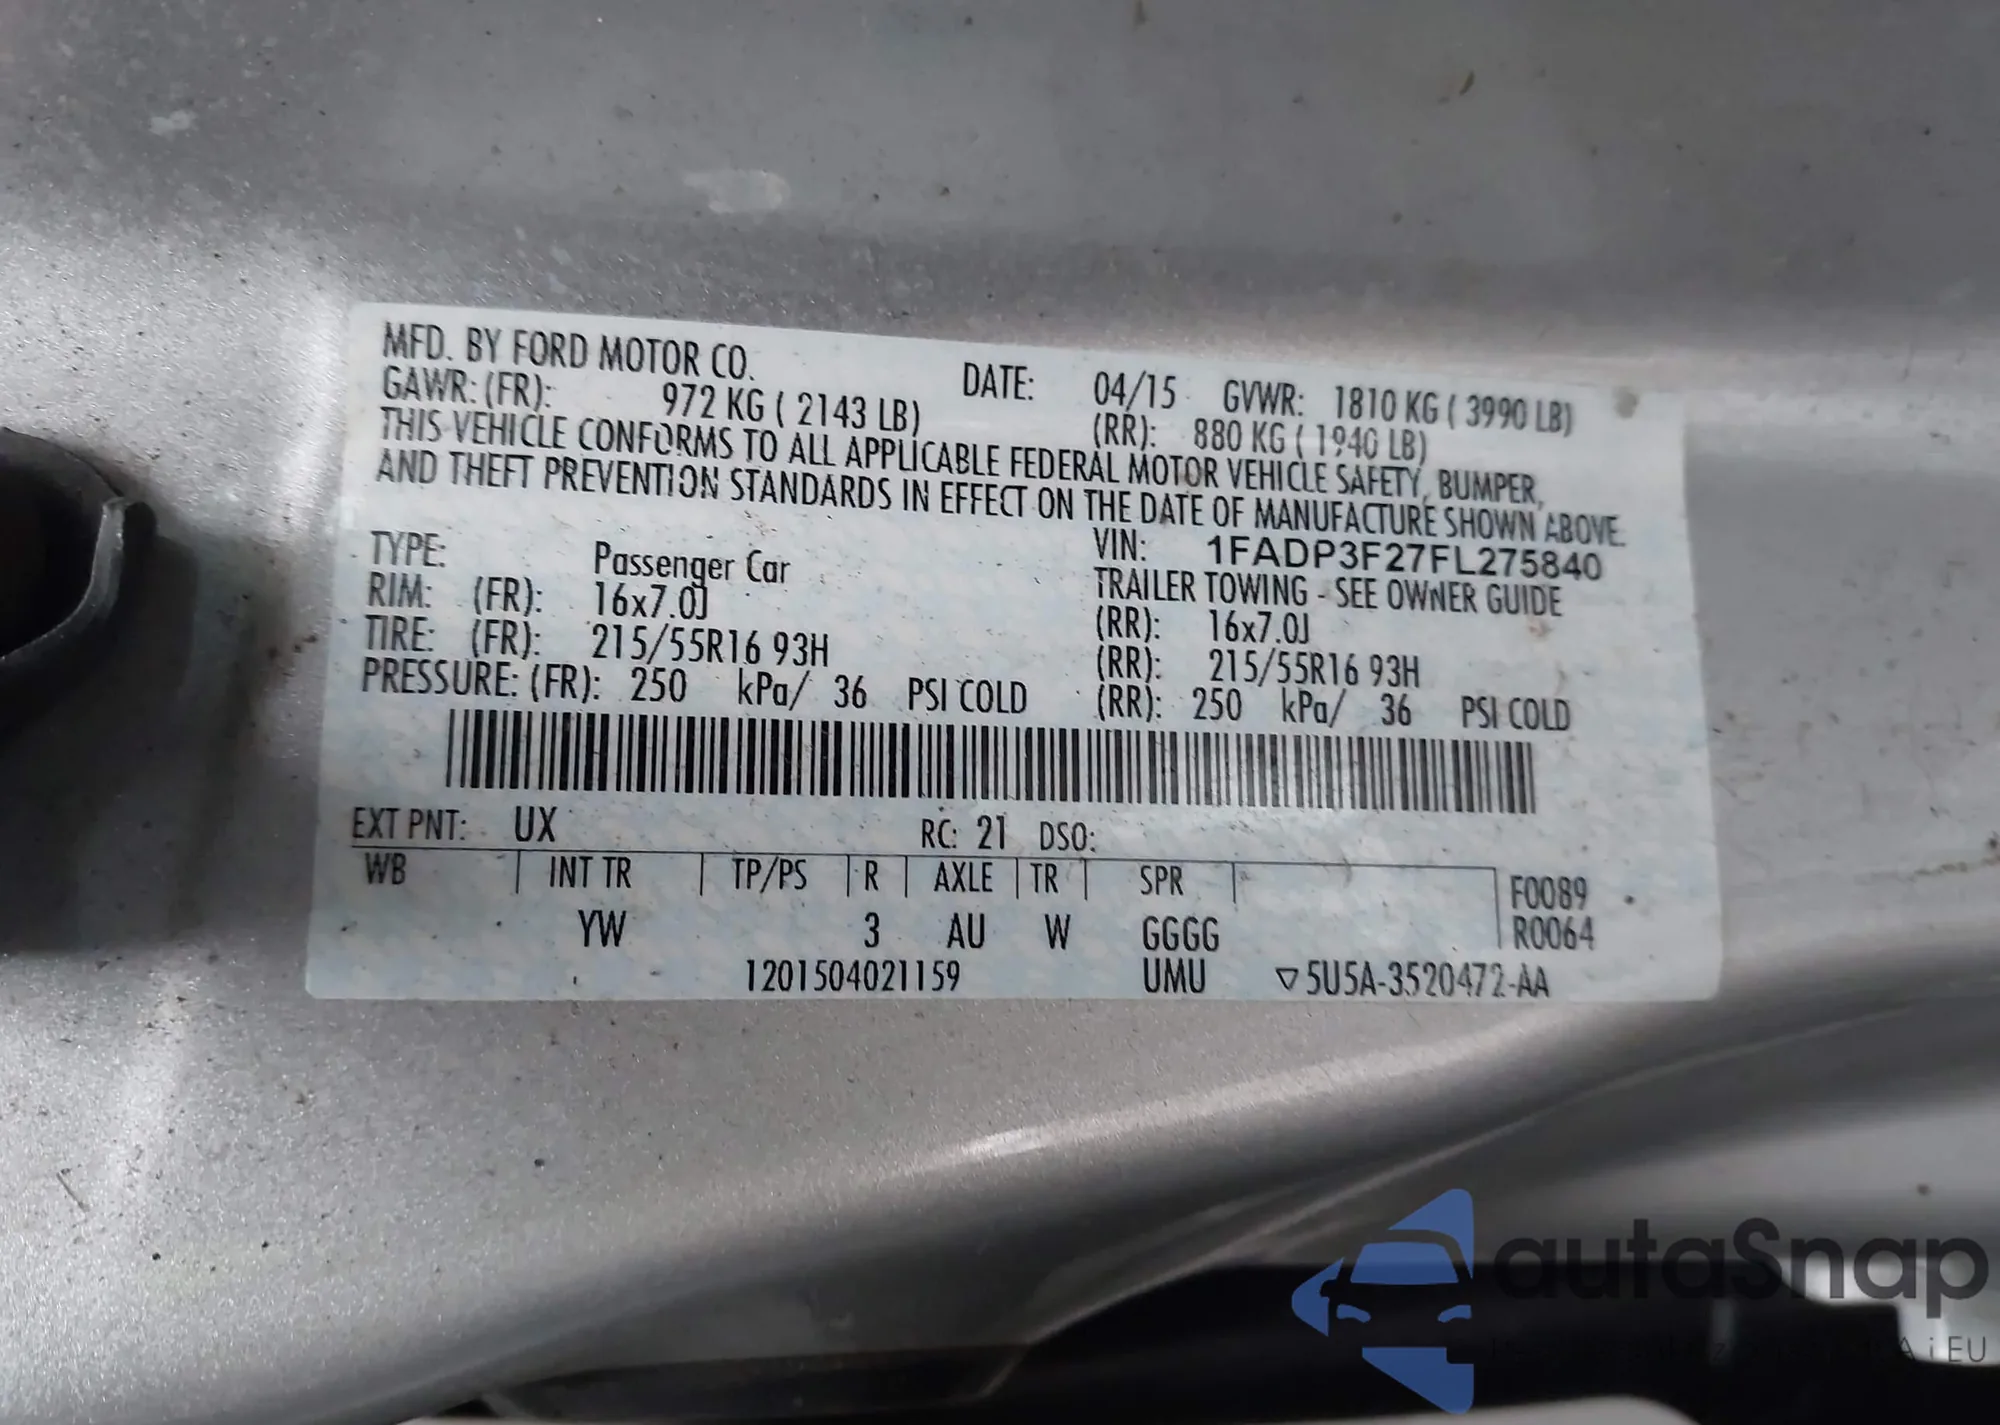 MFD. BY FORD MOTOR CO.
DATE: 04/15 GVWR: 1810 KG ( 3990 LB)
GAWR: (FR): 972 KG ( 2143 LB) (RR): 880 KG ( 1940 LB)
THIS VEHICLE CONFORMS TO ALL APPLICABLE FEDERAL MOTOR VEHICLE SAFETY, BUMPER,
AND THEFT PREVENTION STANDARDS IN EFFECT ON THE DATE OF MANUFACTURE SHOWN ABOVE.
VIN: 1FADP3F27FL275840
TYPE: Passenger Car TRAILER TOWING - SEE OWNER GUIDE
RIM: (FR): 16x7.0J (RR): 16x7.0J
TIRE: (FR): 215/55R16 93H (RR): 215/55R16 93H
PRESSURE: (FR): 250 kPa/ 36 PSI COLD (RR): 250 kPa/ 36 PSI COLD
EXT PNT: UX RC: 21 DSO:
WB INT TR TP/PS R AXLE TR SPR F0089
YW 3 AU W GGGG R0064
1201504021159 UMU ▽5U5A-3520472-AA
autaSnap
A i EU